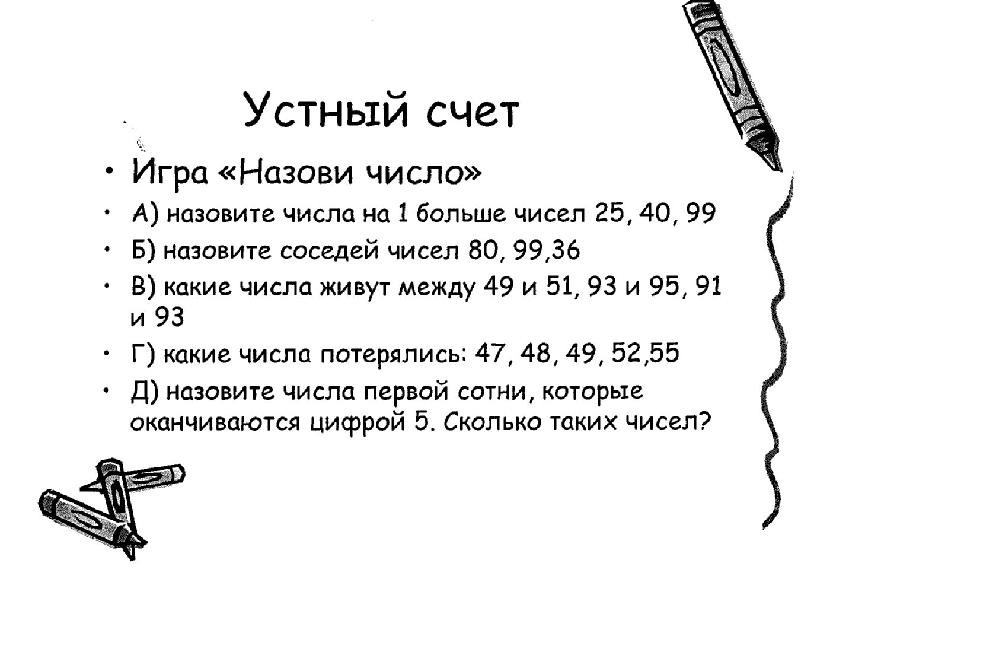 Устный счет
• Игра «Назови число»
• А) назовите числа на 1 больше чисел 25, 40, 99
• Б) назовите соседей чисел 80, 99,36
• В) какие числа живут между 49 и 51, 93 и 95, 91
и 93
• Г) какие числа потерялись: 47, 48, 49, 52,55
• Д) назовите числа первой сотни, которые
оканчиваются цифрой 5. Сколько таких чисел?